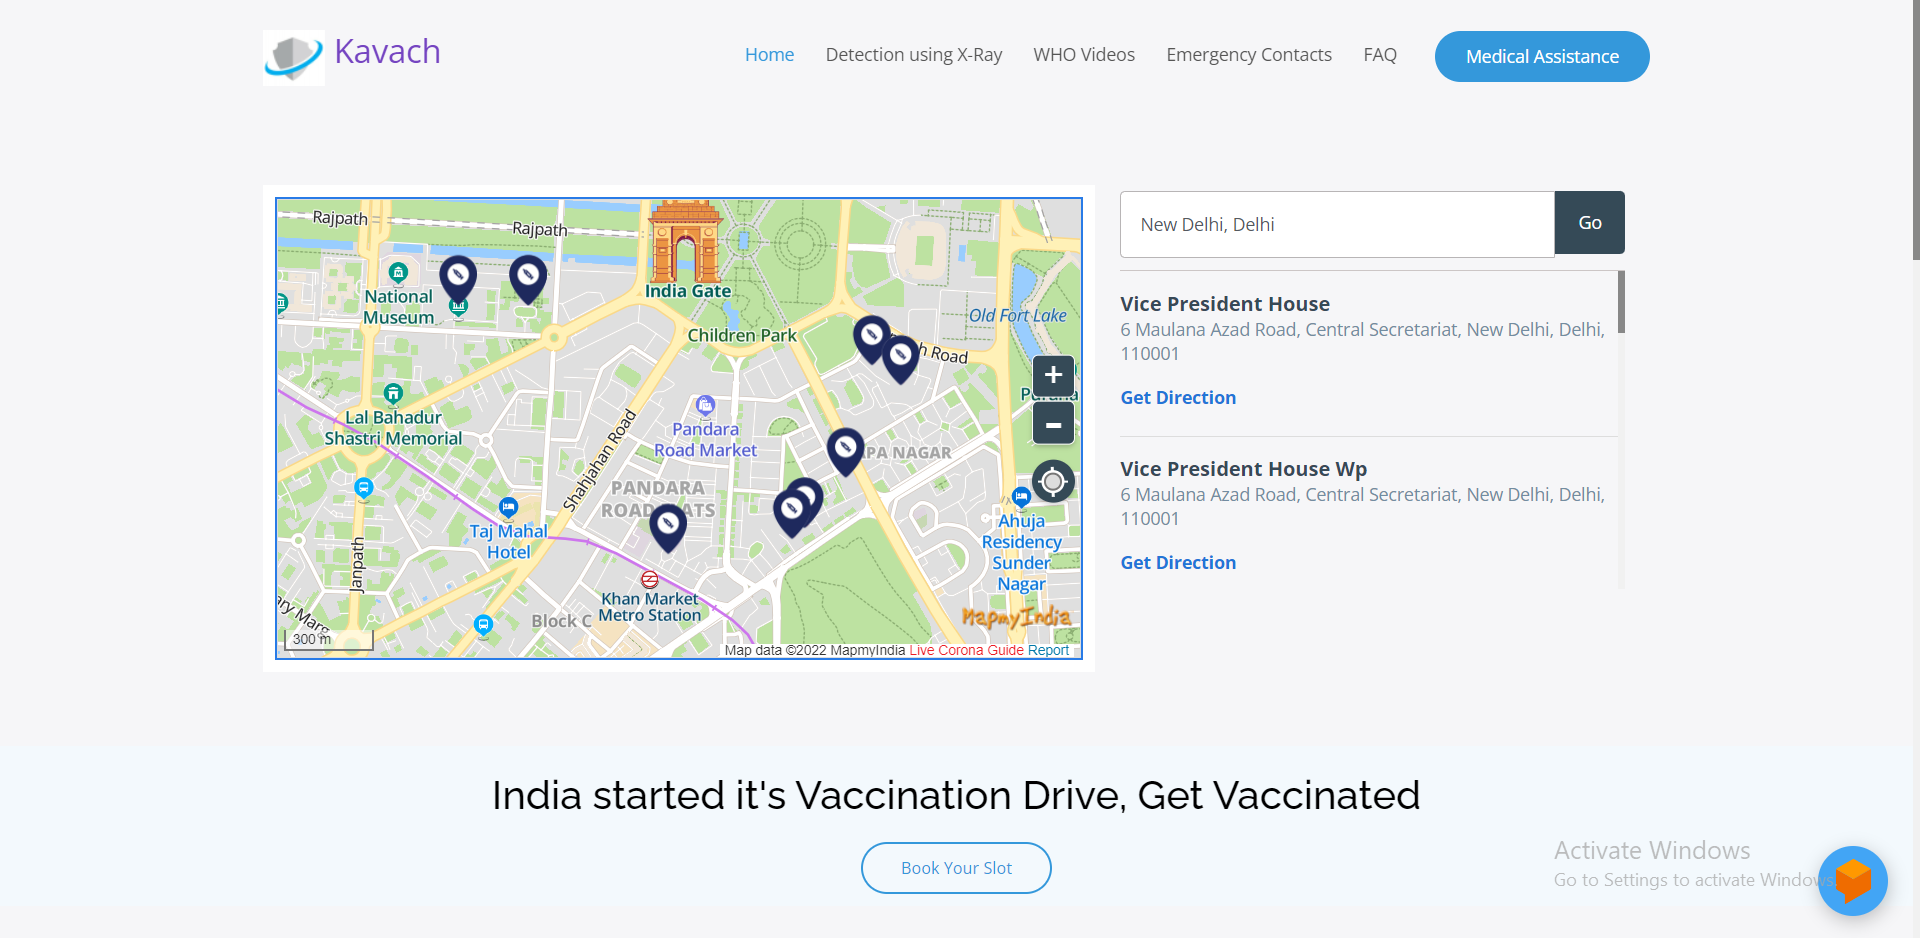 Kavach
Home
Detection using X-Ray
WHO Videos
Emergency Contacts
FAQ
Medical Assistance
Rajpath
Rajpath
National
Museum
India Gate
Children Park
Old Fort Lake
Road
Lal Bahadur
Shastri Memorial
Pandara
Road Market
Shahjahan Road
PANDARA
Taj Mahal
Hotel
Janpath
Khan Market
Metro Station
Block C
NAGAR
Ahuja
Residency
Sunder
Nagar
MapmyIndia
300 m
Map data ©2022 MapmyIndia Live Corona Guide Report
+
-
New Delhi, Delhi
Go
Vice President House
6 Maulana Azad Road, Central Secretariat, New Delhi, Delhi,
110001
Get Direction
Vice President House Wp
6 Maulana Azad Road, Central Secretariat, New Delhi, Delhi,
110001
Get Direction
India started it's Vaccination Drive, Get Vaccinated
Book Your Slot
Activate Windows
Go to Settings to activate Windows.